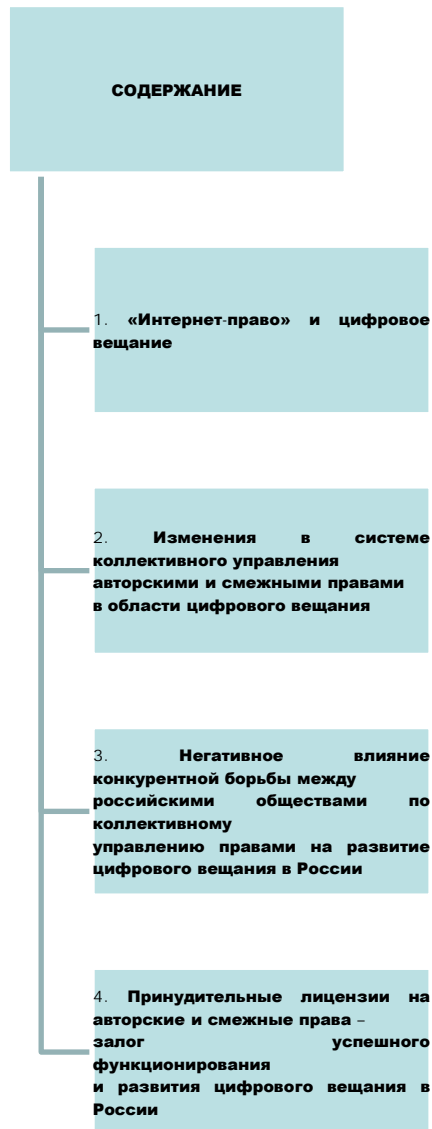 СОДЕРЖАНИЕ
1. «Интернет-право» и цифровое
вещание
2. Изменения в системе
коллективного управления
авторскими и смежными правами
в области цифрового вещания
3. Негативное влияние
конкурентной борьбы между
российскими обществами по
коллективному
управлению правами на развитие
цифрового вещания в России
4. Принудительные лицензии на
авторские и смежные права –
залог успешного
функционирования
и развития цифрового вещания в
России